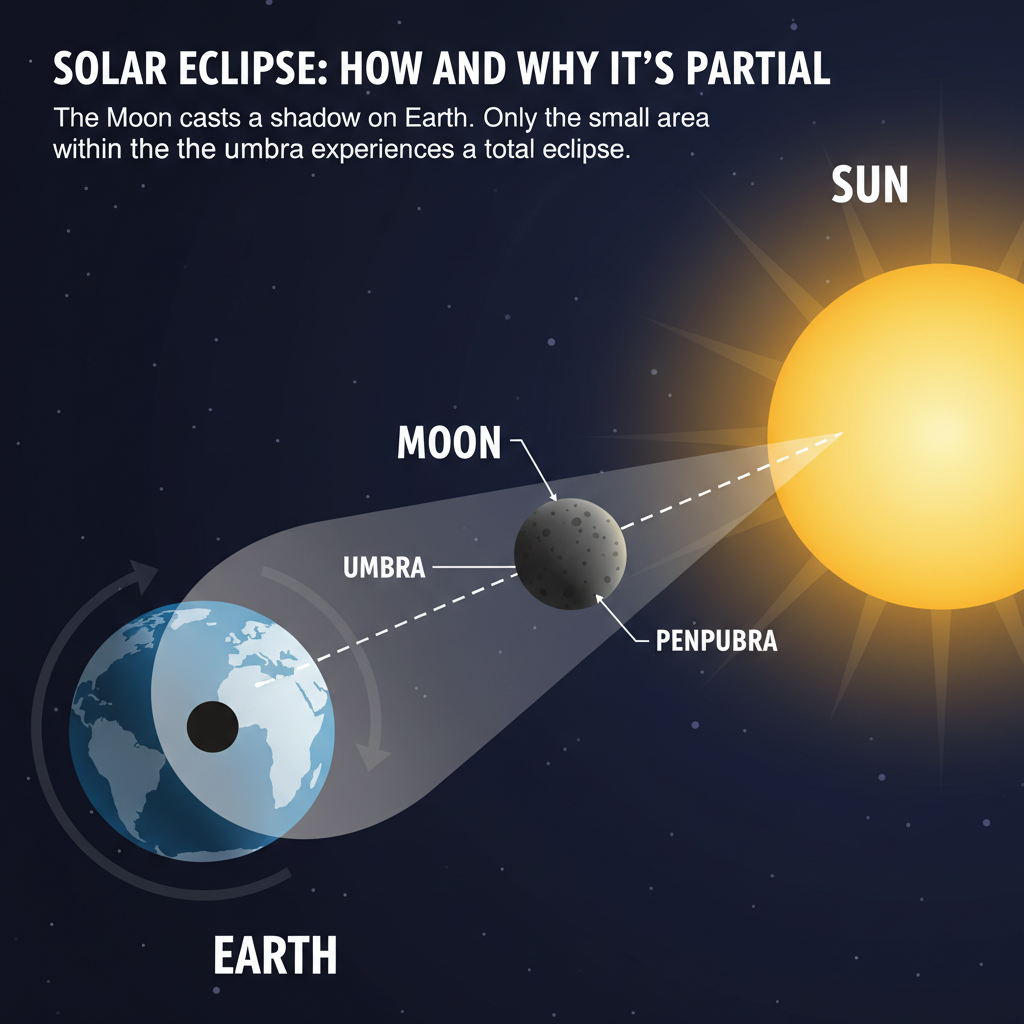 SOLAR ECLIPSE: HOW AND WHY IT'S PARTIAL
The Moon casts a shadow on Earth. Only the small area
within the the umbra experiences a total eclipse.
SUN
MOON
UMBRA
PENPUBRA
EARTH